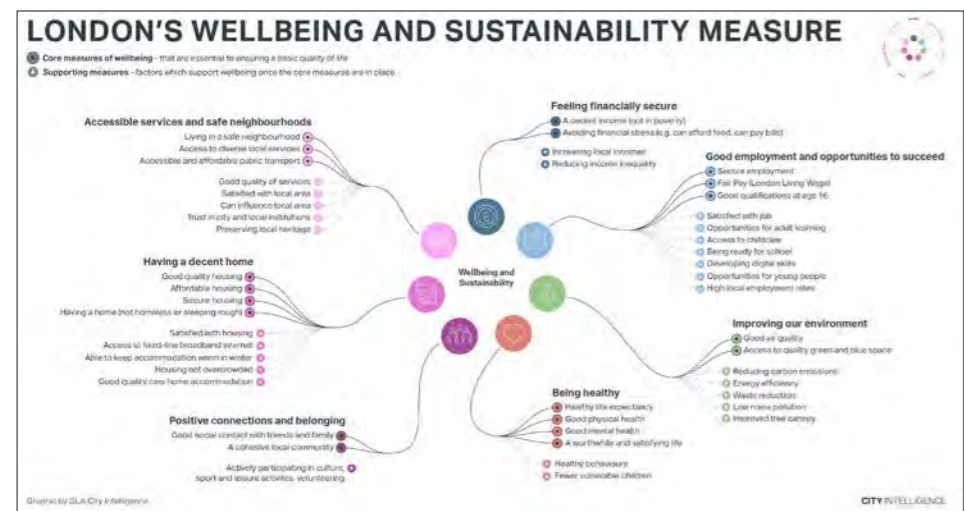 LONDON'S WELLBEING AND SUSTAINABILITY MEASURE
Core measures of wellbeing - that are essential to ensuring a basic quality of life
Supporting measures - factors which support wellbeing once the core measures are in place
Accessible services and safe neighbourhoods
Living in a safe neighbourhood
Access to diverse local services
Accessible and affordable public transport
Good quality of services
Satisfied with local area
Can influence local area
Trust in city and local institutions
Preserving local heritage
Having a decent home
Good quality housing
Affordable housing
Secure housing
Having a home (not homeless or sleeping rough)
Satisfied with housing
Access to fixed-line broadband internet
Able to keep accommodation warm in winter
Housing not overcrowded
Good quality care home accommodation
Positive connections and belonging
Good social contact with friends and family
A cohesive local community
Actively participating in culture,
sport and leisure activites, volunteering
Wellbeing and
Sustainability
Feeling financially secure
A decent income (not in poverty)
Avoiding financial stress (e.g. can afford food, can pay bills)
Increasing local incomes
Reducing income inequality
Good employment and opportunities to succeed
Secure employment
Fair Pay (London Living Wage)
Good qualifications at age 16
Satisfied with job
Opportunities for adult learning
Access to childcare
Being ready for school
Developing digital skills
Opportunities for young people
High local employment rates
Improving our environment
Good air quality
Access to quality green and blue space
Reducing carbon emissions
Energy efficiency
Waste reduction
Low noise pollution
Improved tree canopy
Being healthy
Healthy life expectancy
Good physical health
Good mental health
A worthwhile and satisfying life
Healthy behaviours
Fewer vulnerable children
Graphic by GLA City Intelligence
CITY INTELLIGENCE